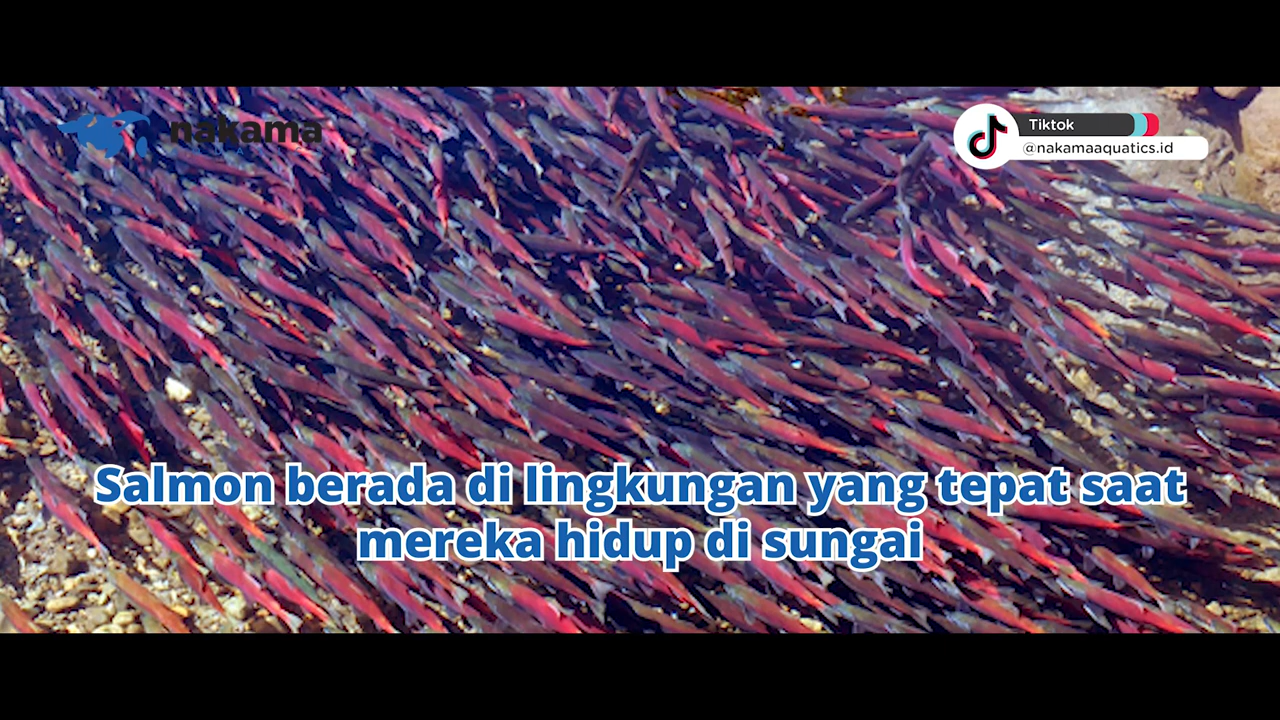 nakama
Tiktok
@nakamaaquatics.id
Salmon berada di lingkungan yang tepat saat
mereka hidup di sungai